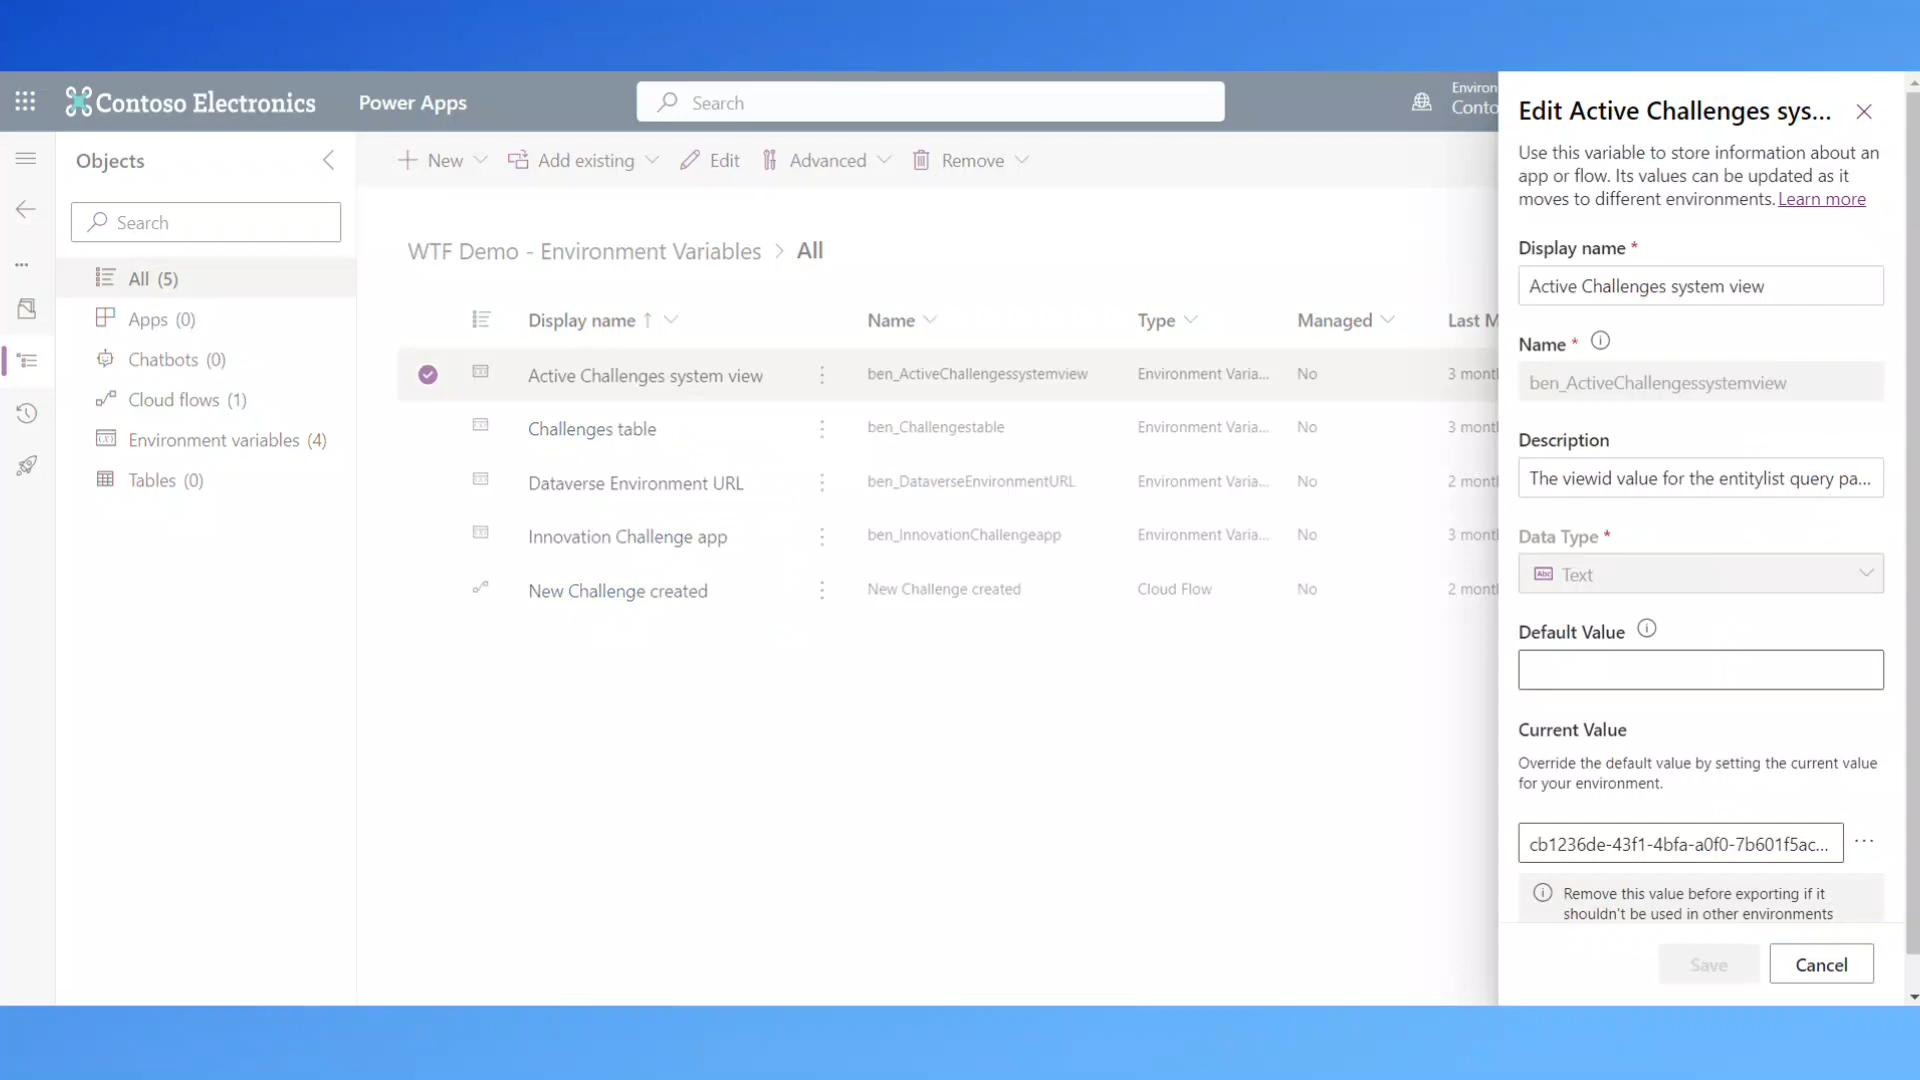 Contoso Electronics
Power Apps
Search
Environ
Conto
Objects
Search
All (5)
Apps (0)
Chatbots (0)
Cloud flows (1)
Environment variables (4)
Tables (0)
New
Add existing
Edit
Advanced
Remove
WTF Demo - Environment Variables > All
Display name ↑ Name Type Managed Last M
Active Challenges system view ben_ActiveChallengessystemview Environment Varia... No 3 month
Challenges table ben_Challengestable Environment Varia... No 3 month
Dataverse Environment URL ben_DataverseEnvironmentURL Environment Varia... No 2 month
Innovation Challenge app ben_InnovationChallengeapp Environment Varia... No 3 month
New Challenge created New Challenge created Cloud Flow No 2 month
Edit Active Challenges sys...
Use this variable to store information about an
app or flow. Its values can be updated as it
moves to different environments. Learn more
Display name *
Active Challenges system view
Name *
ben_ActiveChallengessystemview
Description
The viewid value for the entitylist query pa...
Data Type *
Abc Text
Default Value
Current Value
Override the default value by setting the current value
for your environment.
cb1236de-43f1-4bfa-a0f0-7b601f5ac...
Remove this value before exporting if it
shouldn't be used in other environments
Save
Cancel